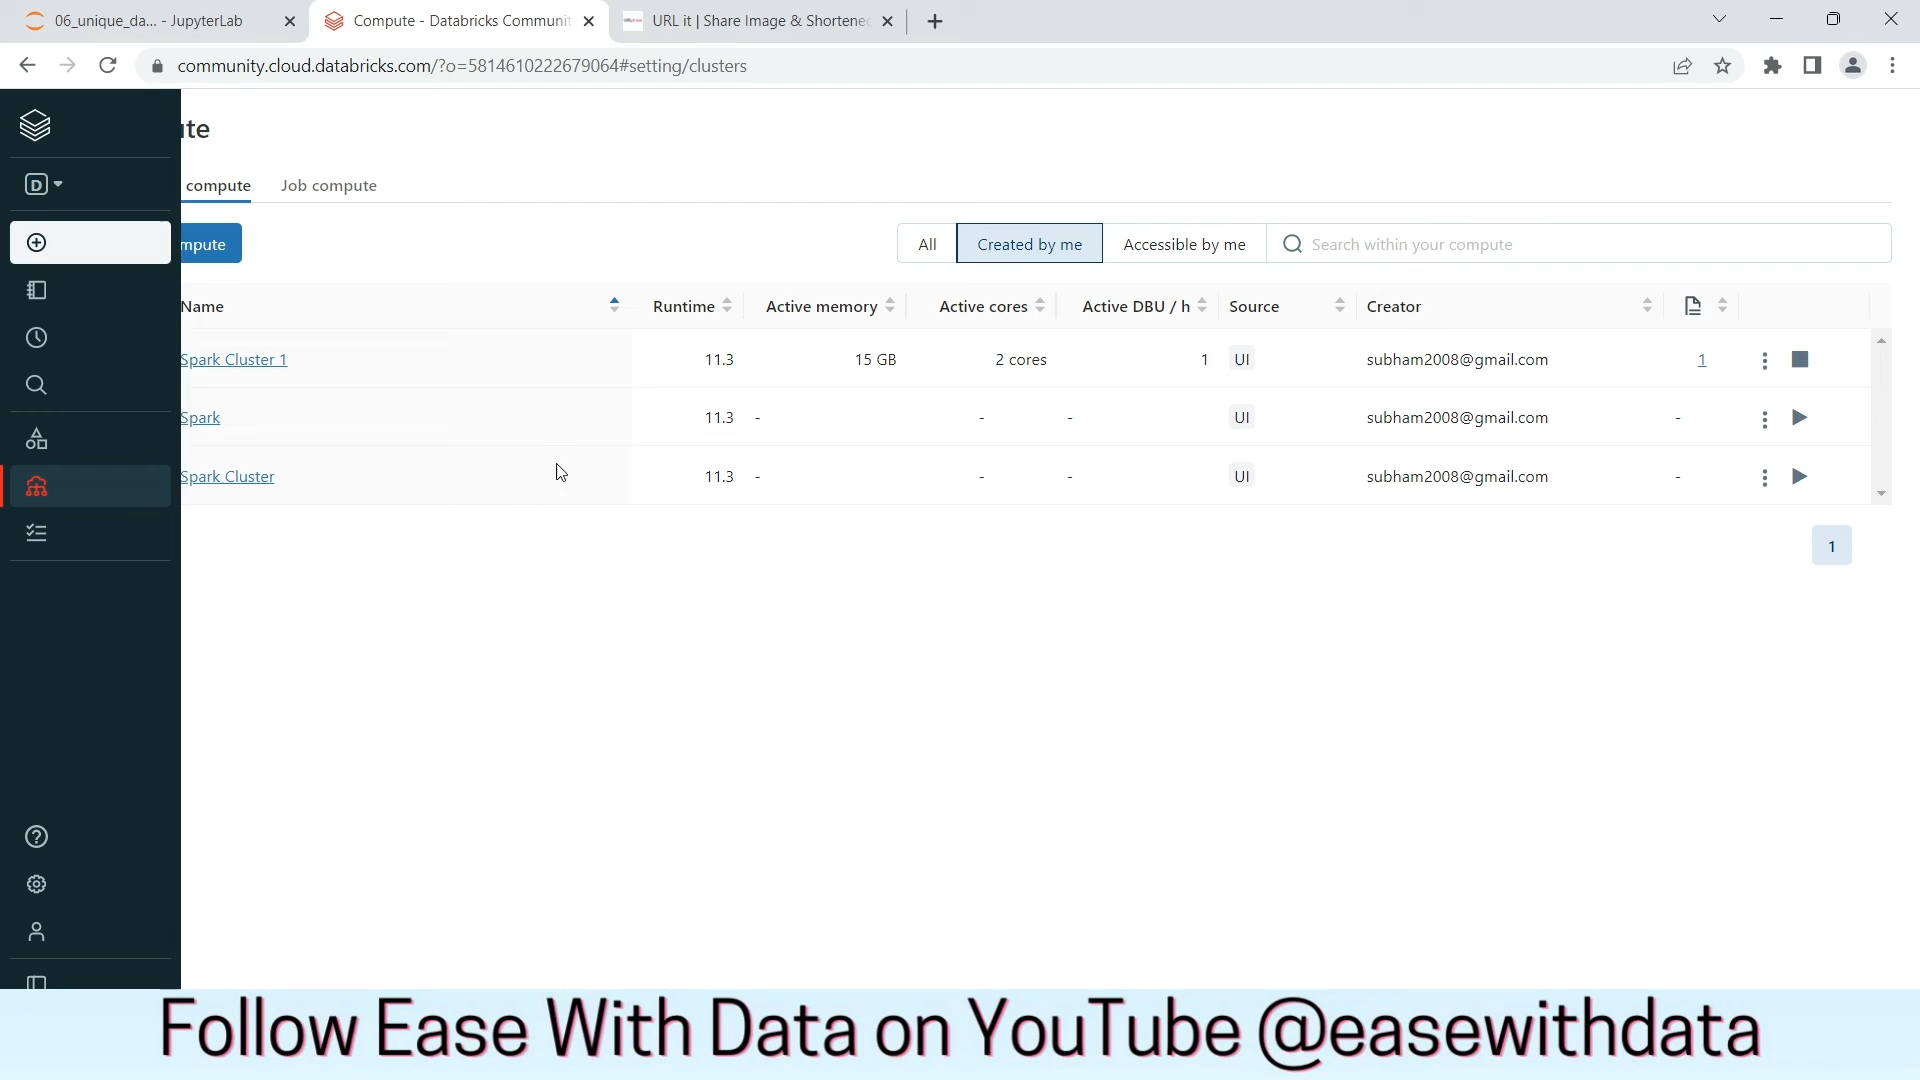 06_unique_da... - JupyterLab
Compute - Databricks Communit
URL it | Share Image & Shortened
community.cloud.databricks.com/?o=5814610222679064#setting/clusters
ute
D
compute
Job compute
mpute
All
Created by me
Accessible by me
Search within your compute
Name
Runtime
Active memory
Active cores
Active DBU / h
Source
Creator
Spark Cluster 1
11.3
15 GB
2 cores
1
UI
subham2008@gmail.com
1
Spark
11.3
-
-
-
UI
subham2008@gmail.com
-
Spark Cluster
11.3
-
-
-
UI
subham2008@gmail.com
-
1
Follow Ease With Data on YouTube @easewithdata